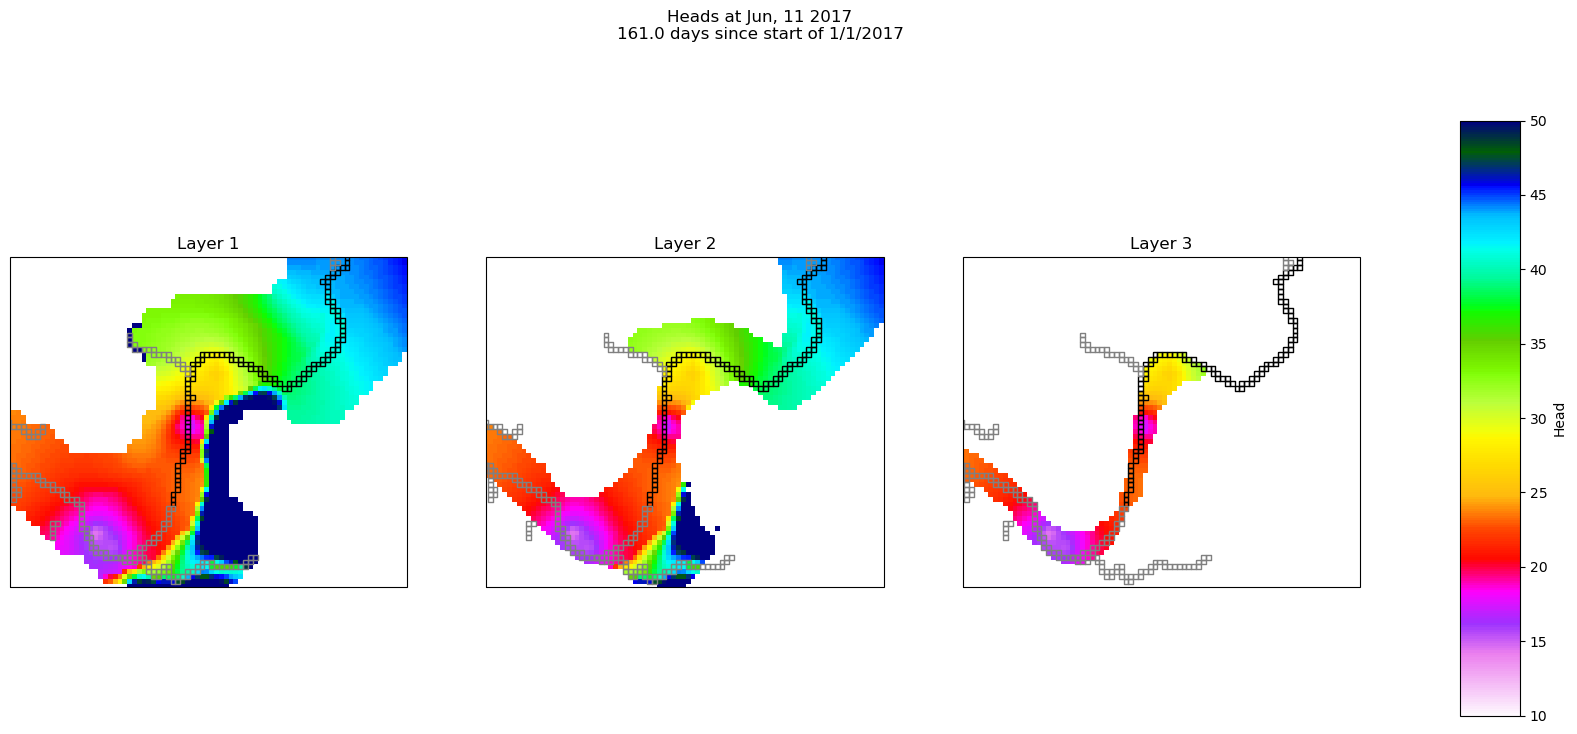 Heads at Jun, 11 2017
161.0 days since start of 1/1/2017
Layer 1
Layer 2
Layer 3
50
45
40
35
30
25
20
15
10
Head